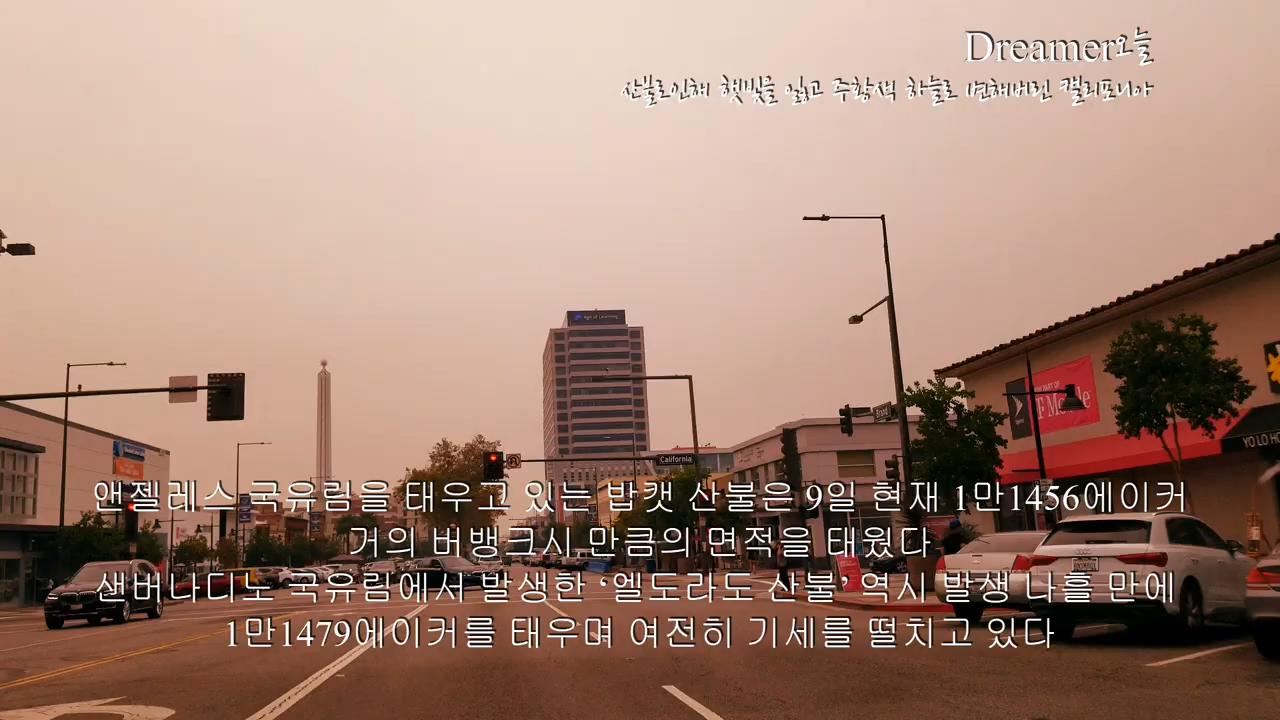 Dreamer오늘
산불로인해 햇빛을 잃고 주황색 하늘로 변해버린 캘리포니아
Age of Learning
Brand
California
T Mobile
YOLO H
앤젤레스 국유림을 태우고 있는 밥캣 산불은 9일 현재 1만1456에이커
거의 버뱅크시 만큼의 면적을 태웠다
샌버나디노 국유림에서 발생한 ‘엘도라도 산불’ 역시 발생 나흘 만에
1만1479에이커를 태우며 여전히 기세를 떨치고 있다